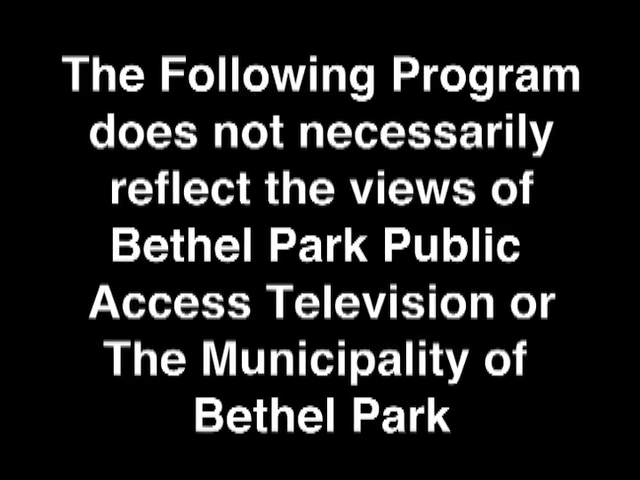 The Following Program
does not necessarily
reflect the views of
Bethel Park Public
Access Television or
The Municipality of
Bethel Park